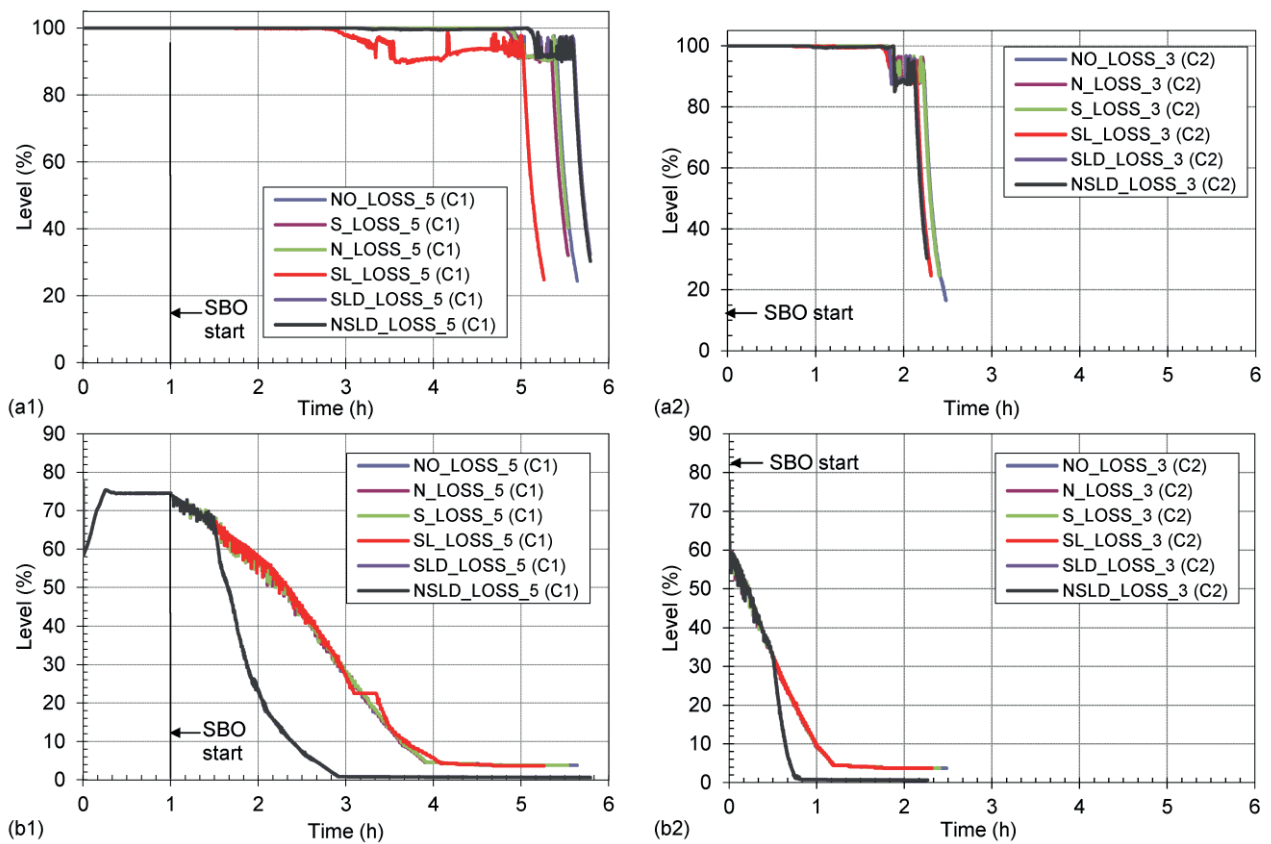 100
80
60
40
20
0
Level (%)
NO_LOSS_5 (C1)
S_LOSS_5 (C1)
N_LOSS_5 (C1)
SL_LOSS_5 (C1)
SLD_LOSS_5 (C1)
NSLD_LOSS_5 (C1)
SBO
start
0 1 2 3 4 5 6
(a1)
Time (h)
100
80
60
40
20
0
Level (%)
NO_LOSS_3 (C2)
N_LOSS_3 (C2)
S_LOSS_3 (C2)
SL_LOSS_3 (C2)
SLD_LOSS_3 (C2)
NSLD_LOSS_3 (C2)
SBO start
0 1 2 3 4 5 6
(a2)
Time (h)
90
80
70
60
50
40
30
20
10
0
Level (%)
NO_LOSS_5 (C1)
N_LOSS_5 (C1)
S_LOSS_5 (C1)
SL_LOSS_5 (C1)
SLD_LOSS_5 (C1)
NSLD_LOSS_5 (C1)
SBO
start
0 1 2 3 4 5 6
(b1)
Time (h)
90
80
70
60
50
40
30
20
10
0
Level (%)
SBO start
NO_LOSS_3 (C2)
N_LOSS_3 (C2)
S_LOSS_3 (C2)
SL_LOSS_3 (C2)
SLD_LOSS_3 (C2)
NSLD_LOSS_3 (C2)
0 1 2 3 4 5 6
(b2)
Time (h)